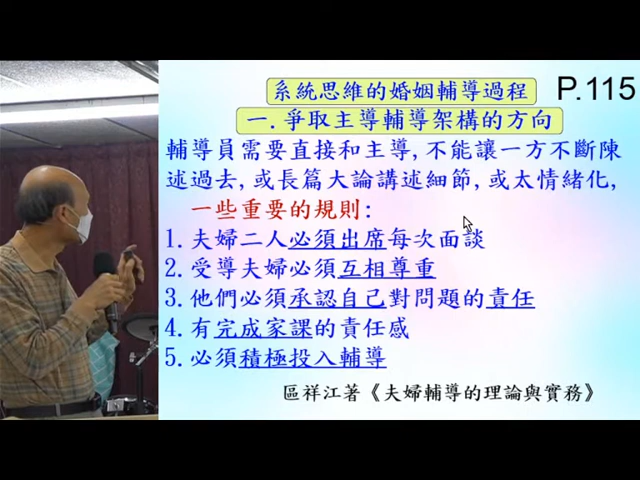 系統思維的婚姻輔導過程
P.115
一.爭取主導輔導架構的方向
輔導員需要直接和主導,不能讓一方不斷陳
述過去,或長篇大論講述細節,或太情緒化,
一些重要的規則:
1.夫婦二人必須出席每次面談
2.受導夫婦必須互相尊重
3.他們必須承認自己對問題的責任
4.有完成家課的責任感
5.必須積極投入輔導
區祥江著《夫婦輔導的理論與實務》